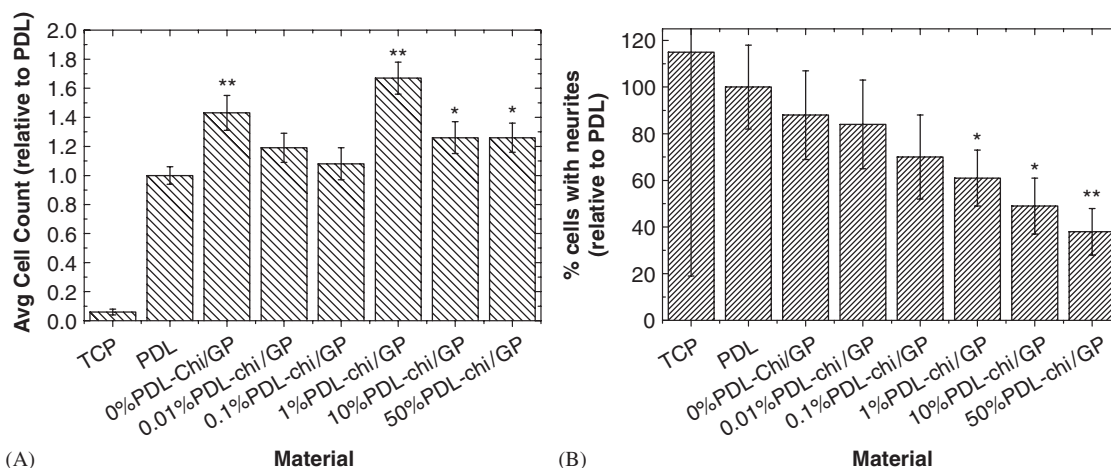 Avg Cell Count (relative to PDL)
2.0
1.8
1.6
1.4
1.2
1.0
0.8
0.6
0.4
0.2
0.0
**
**
*
*
TCP
PDL
0%PDL-Chi/GP
0.01%PDL-chi/GP
0.1%PDL-chi/GP
1%PDL-chi/GP
10%PDL-chi/GP
50%PDL-chi/GP
(A)
Material
% cells with neurites
(relative to PDL)
120
100
80
60
40
20
0
*
*
**
TCP
PDL
0%PDL-Chi/GP
0.01%PDL-chi/GP
0.1%PDL-chi/GP
1%PDL-chi/GP
10%PDL-chi/GP
50%PDL-chi/GP
(B)
Material